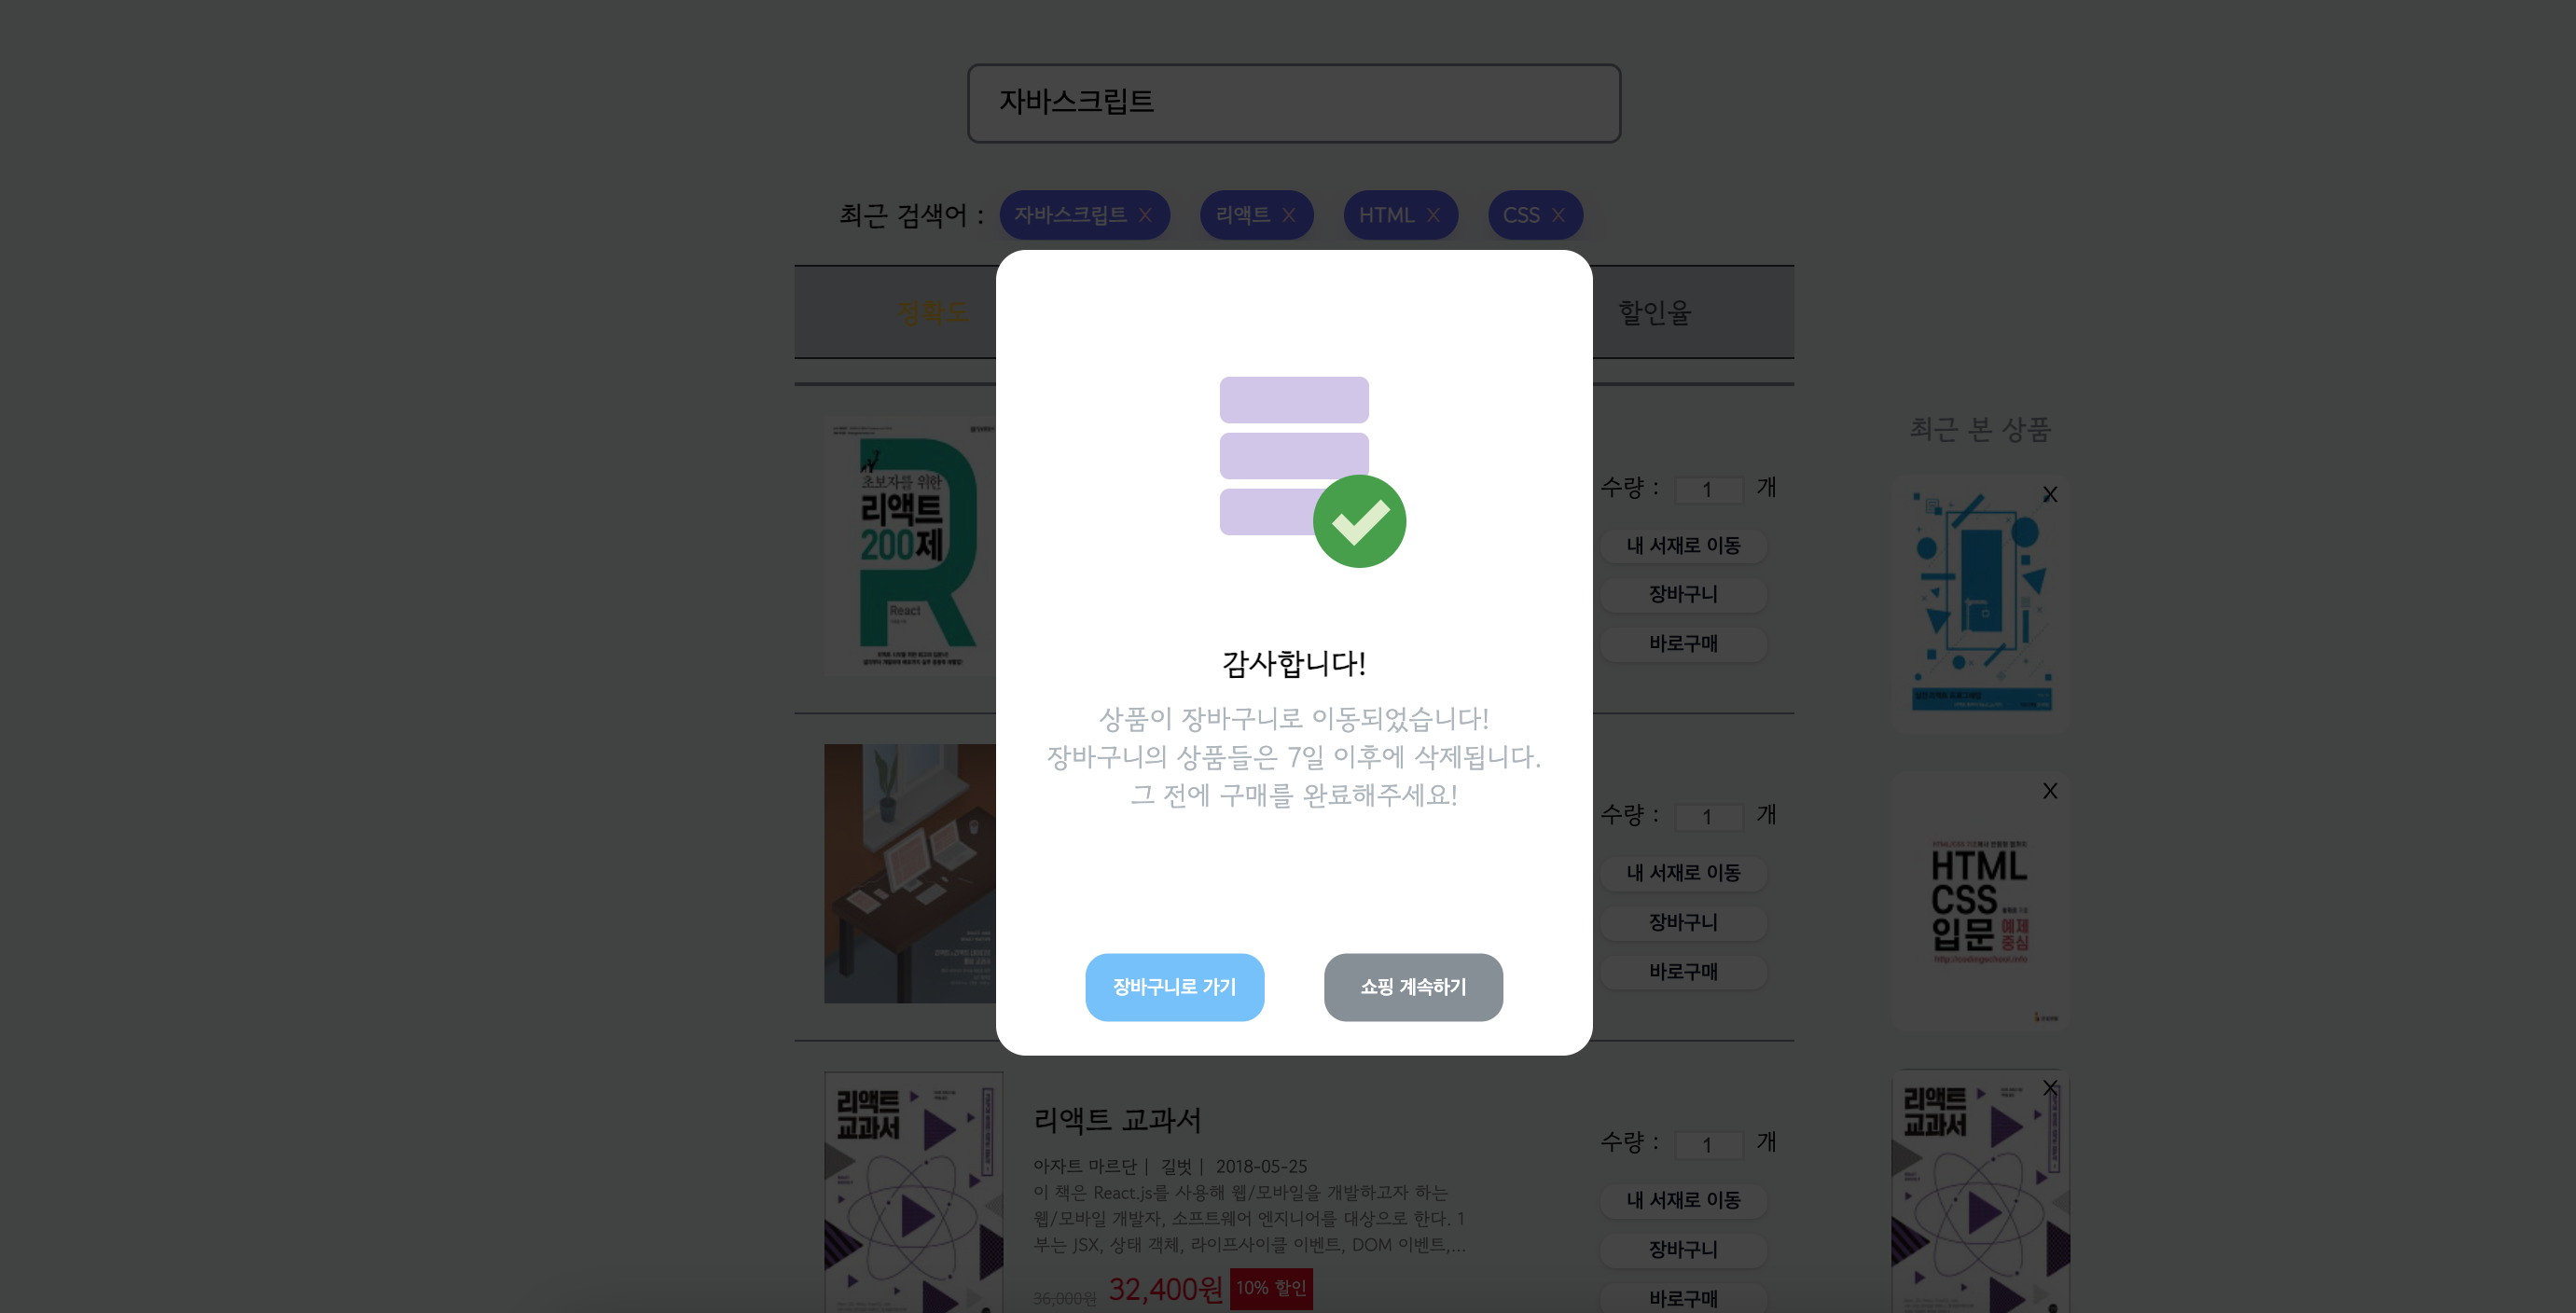 자바스크립트
최근 검색어 :
자바스크립트 X
리액트 X
HTML X
CSS X
정확도
할인율
초보자를 위한
리액트
200제
React
수량 : 1 개
내 서재로 이동
장바구니
바로구매
최근 본 상품
X
감사합니다!
상품이 장바구니로 이동되었습니다!
장바구니의 상품들은 7일 이후에 삭제됩니다.
그 전에 구매를 완료해주세요!
장바구니로 가기
쇼핑 계속하기
수량 : 1 개
내 서재로 이동
장바구니
바로구매
X
HTML
CSS
입문
예제
중심
http://codingschool.info
리액트
교과서
리액트 교과서
아자트 마르단 | 길벗 | 2018-05-25
이 책은 React.js를 사용해 웹/모바일을 개발하고자 하는
웹/모바일 개발자, 소프트웨어 엔지니어를 대상으로 한다. 1
부는 JSX, 상태 객체, 라이프사이클 이벤트, DOM 이벤트,...
36,000원 32,400원 10% 할인
수량 : 1 개
내 서재로 이동
장바구니
바로구매
X
리액트
교과서